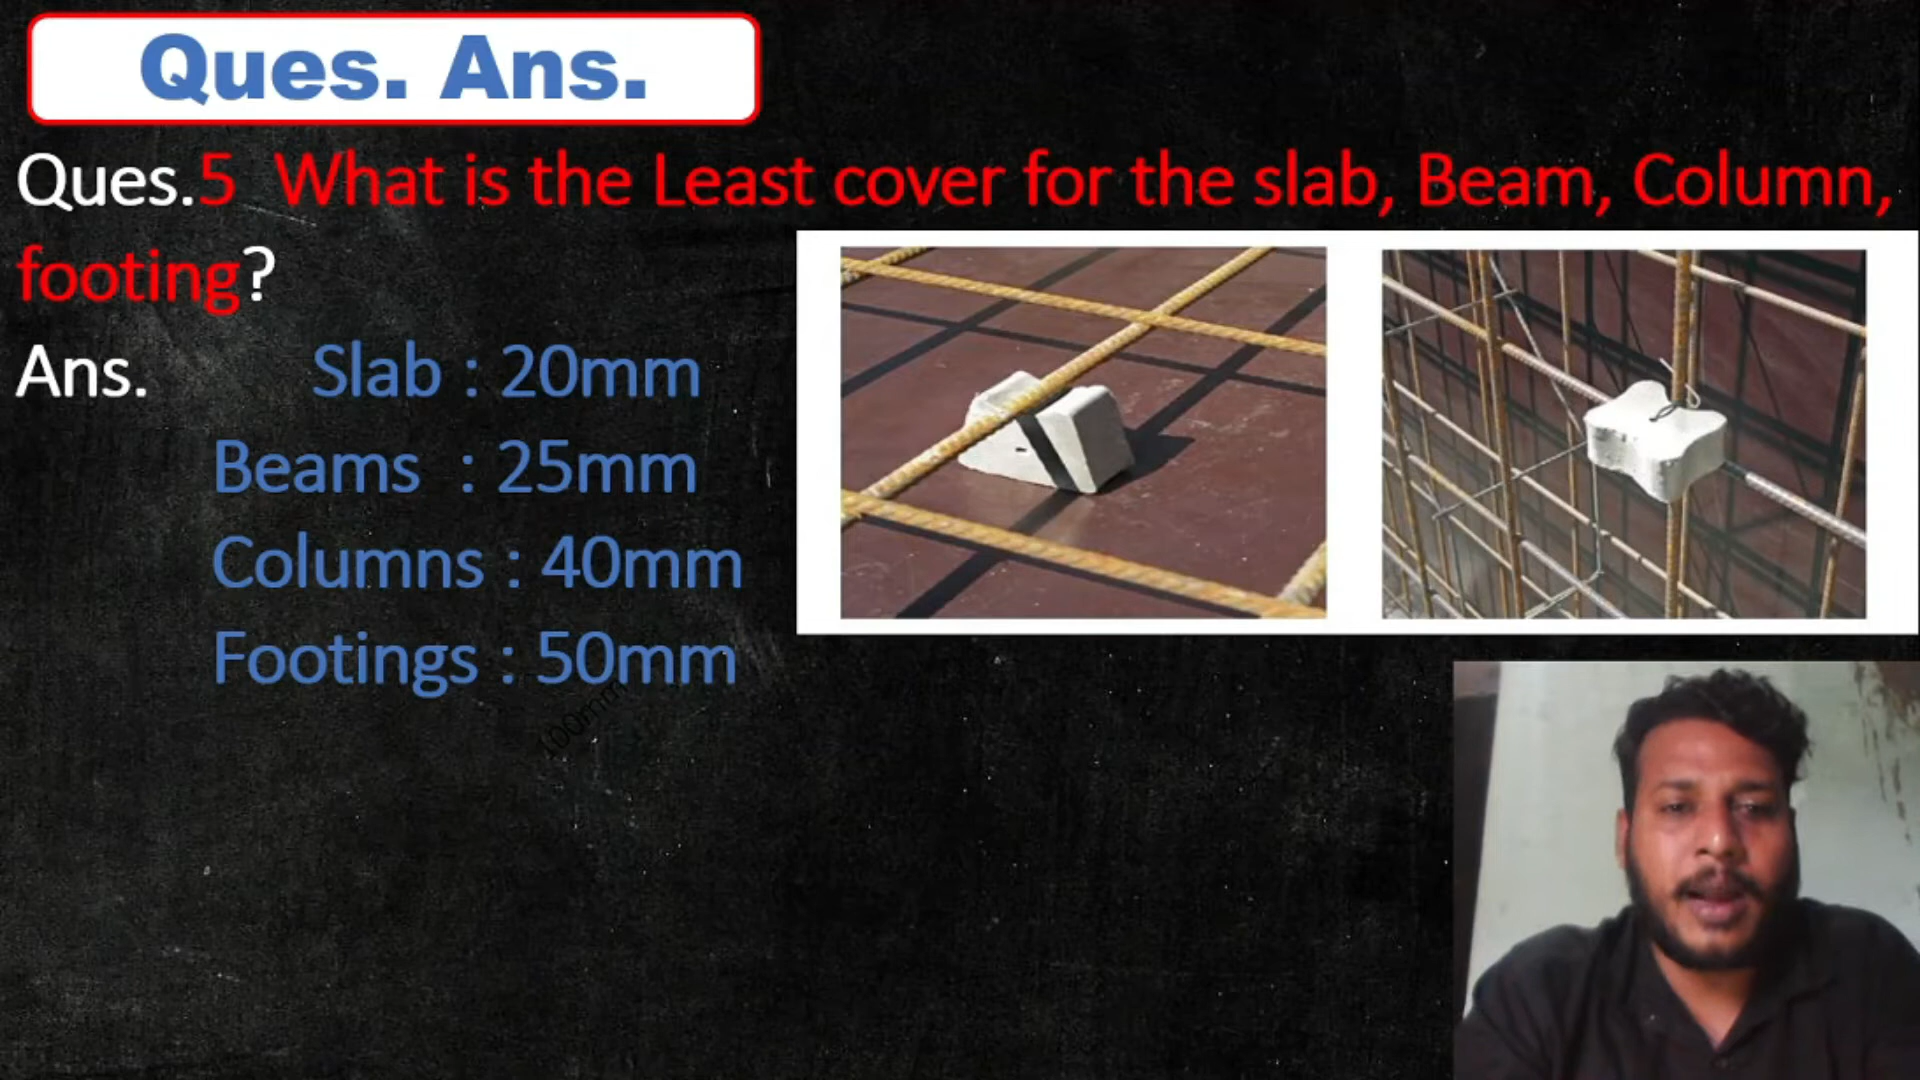 Ques. Ans.
Ques.5 What is the Least cover for the slab, Beam, Column,
footing?
Ans. Slab : 20mm
Beams : 25mm
Columns : 40mm
Footings : 50mm
100mm